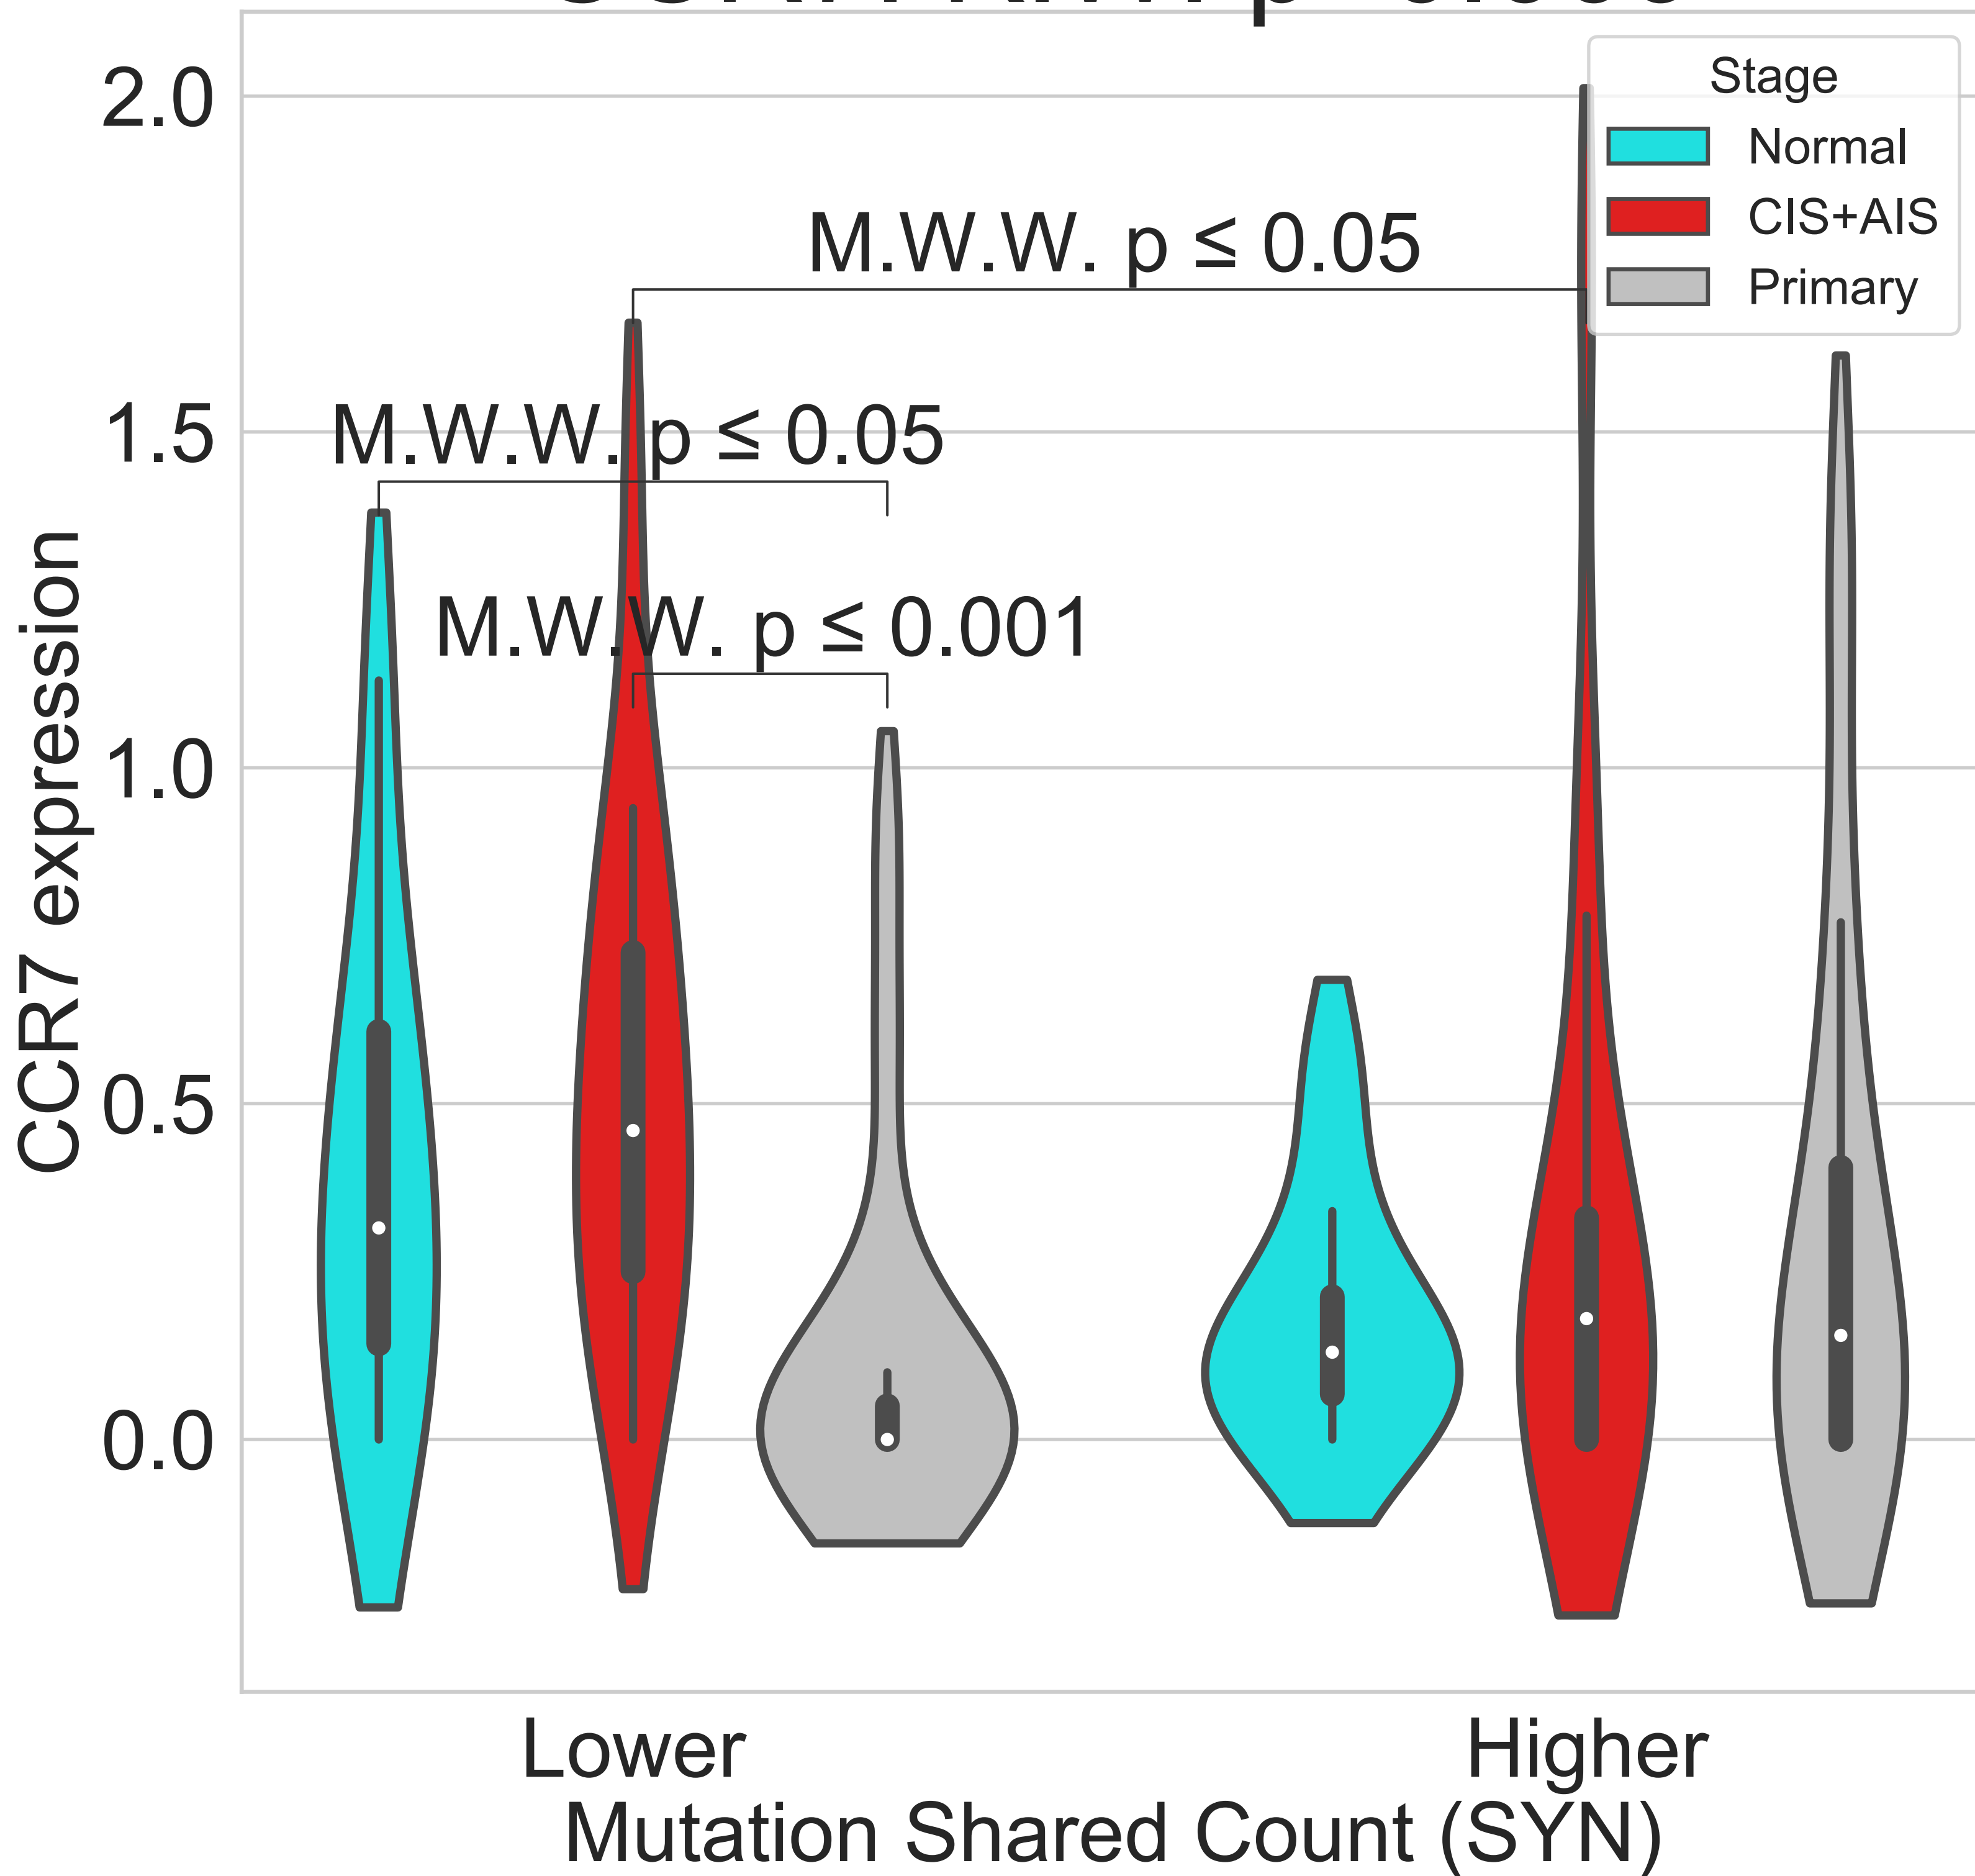 Stage
Normal
CIS+AIS
Primary
2.0
1.5
1.0
0.5
0.0
CCR7 expression
M.W.W. p ≤ 0.05
M.W.W. p ≤ 0.05
M.W.W. p ≤ 0.001
Lower
Higher
Mutation Shared Count (SYN)